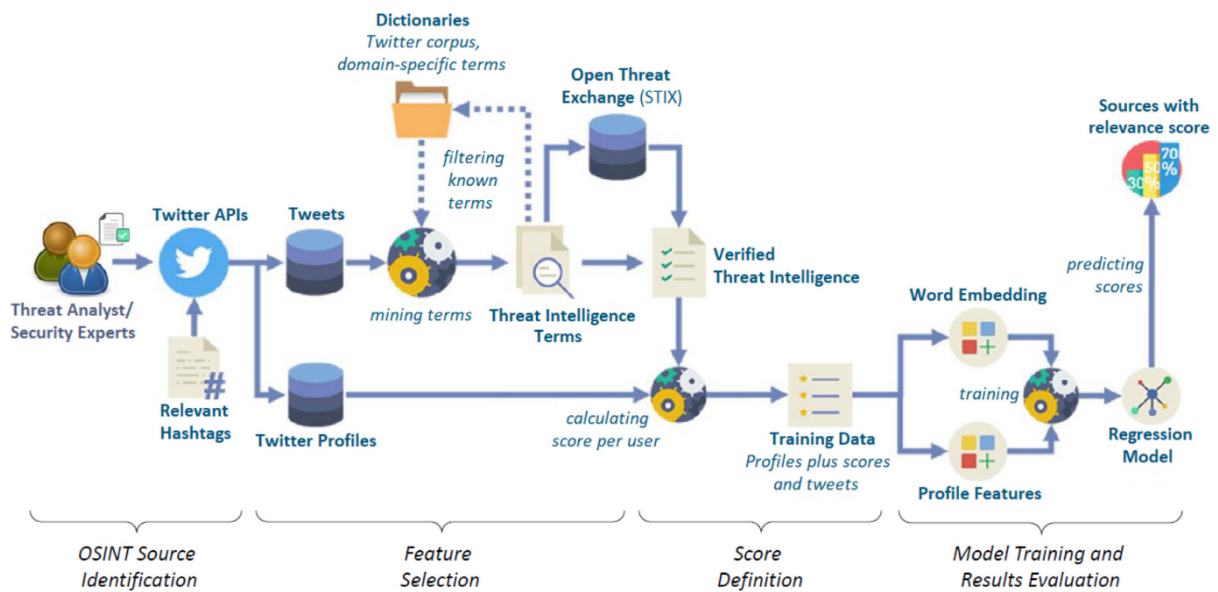 Dictionaries
Twitter corpus,
domain-specific terms
Open Threat
Exchange (STIX)
Sources with
relevance score
70
%
50
%
30%
filtering
known
terms
Twitter APIs
Tweets
Threat Analyst/
Security Experts
mining terms
Threat Intelligence
Terms
Verified
Threat Intelligence
predicting
scores
Word Embedding
#
Relevant
Hashtags
Twitter Profiles
calculating
score per user
Training Data
Profiles plus scores
and tweets
training
Profile Features
Regression
Model
OSINT Source
Identification
Feature
Selection
Score
Definition
Model Training and
Results Evaluation